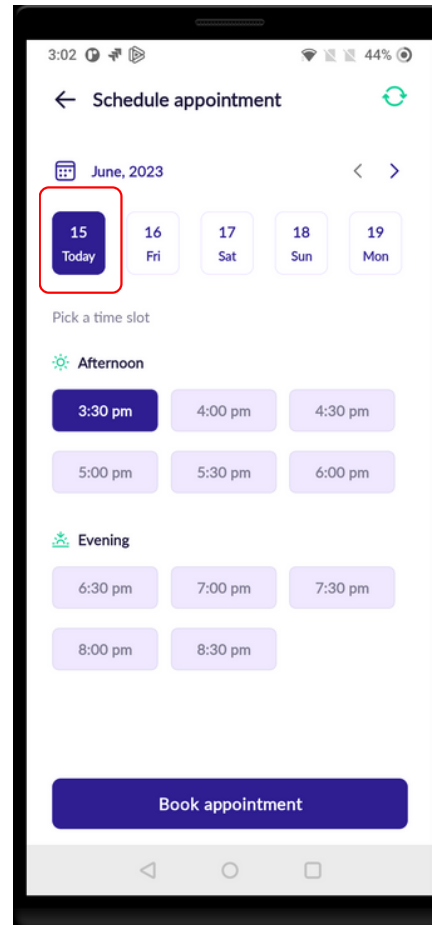 3:02 44%
Schedule appointment
June, 2023
15 16 17 18 19
Today Fri Sat Sun Mon
Pick a time slot
Afternoon
3:30 pm 4:00 pm 4:30 pm
5:00 pm 5:30 pm 6:00 pm
Evening
6:30 pm 7:00 pm 7:30 pm
8:00 pm 8:30 pm
Book appointment